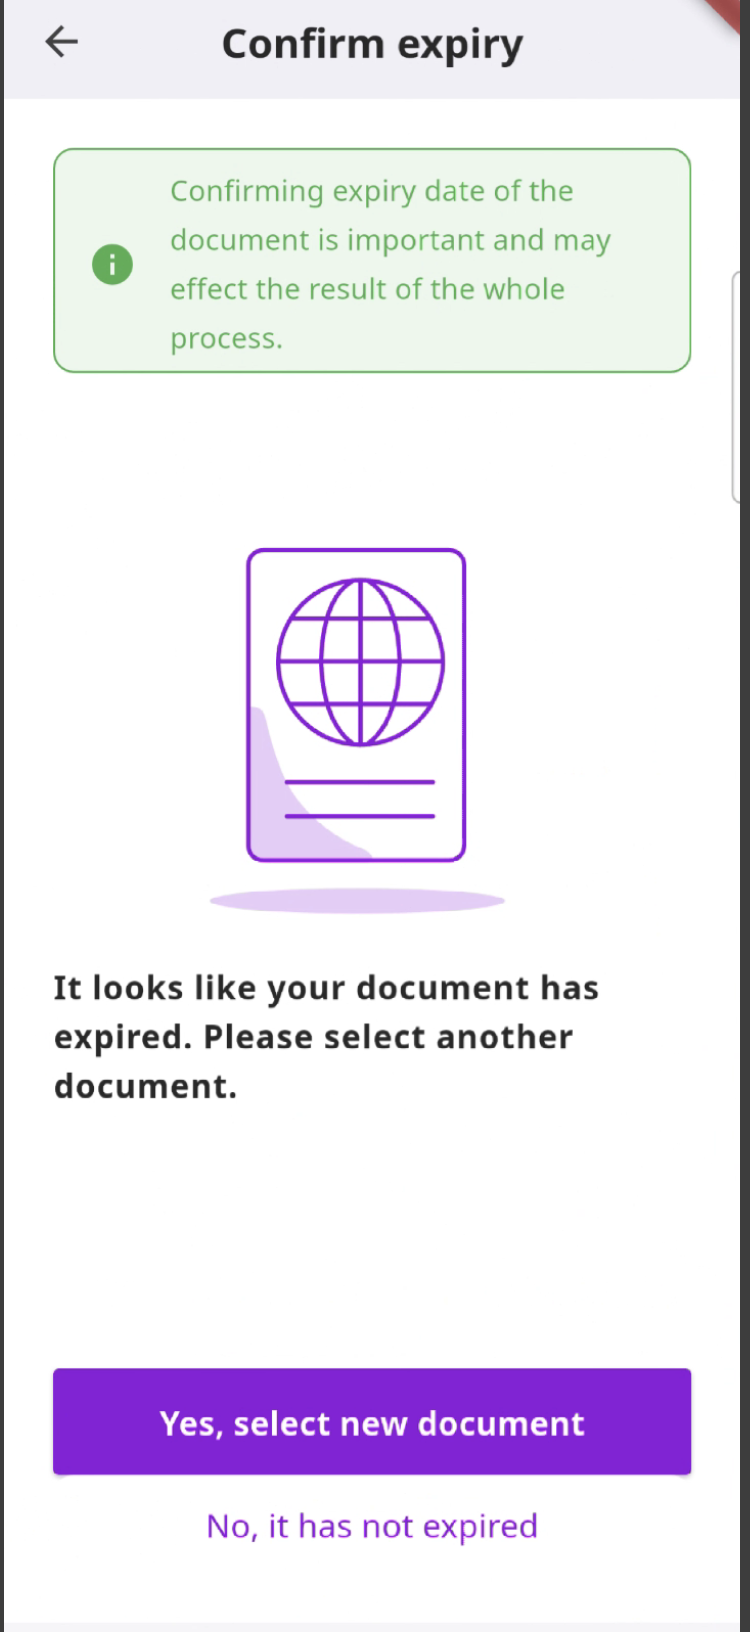 Confirm expiry
Confirming expiry date of the
document is important and may
effect the result of the whole
process.
It looks like your document has
expired. Please select another
document.
Yes, select new document
No, it has not expired